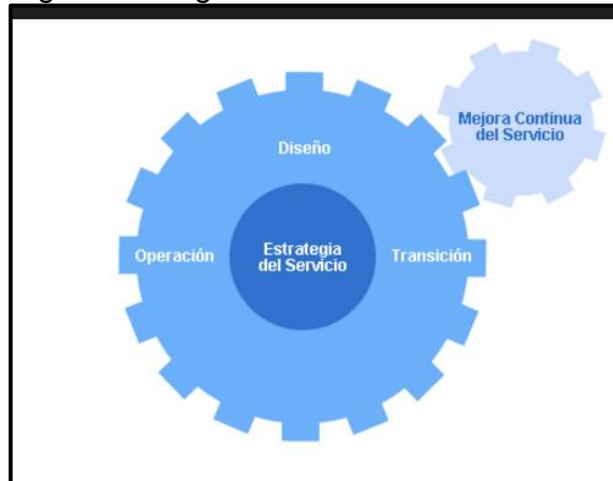 Mejora Continua
del Servicio
Diseño
Operación
Estrategia
del Servicio
Transición